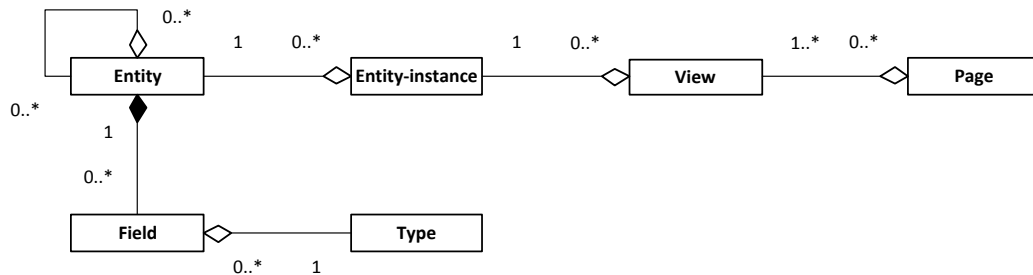 0..*
1 0..* 1 0..* 1..* 0..*
Entity Entity-instance View Page
0..*
1
0..*
Field Type
0..* 1